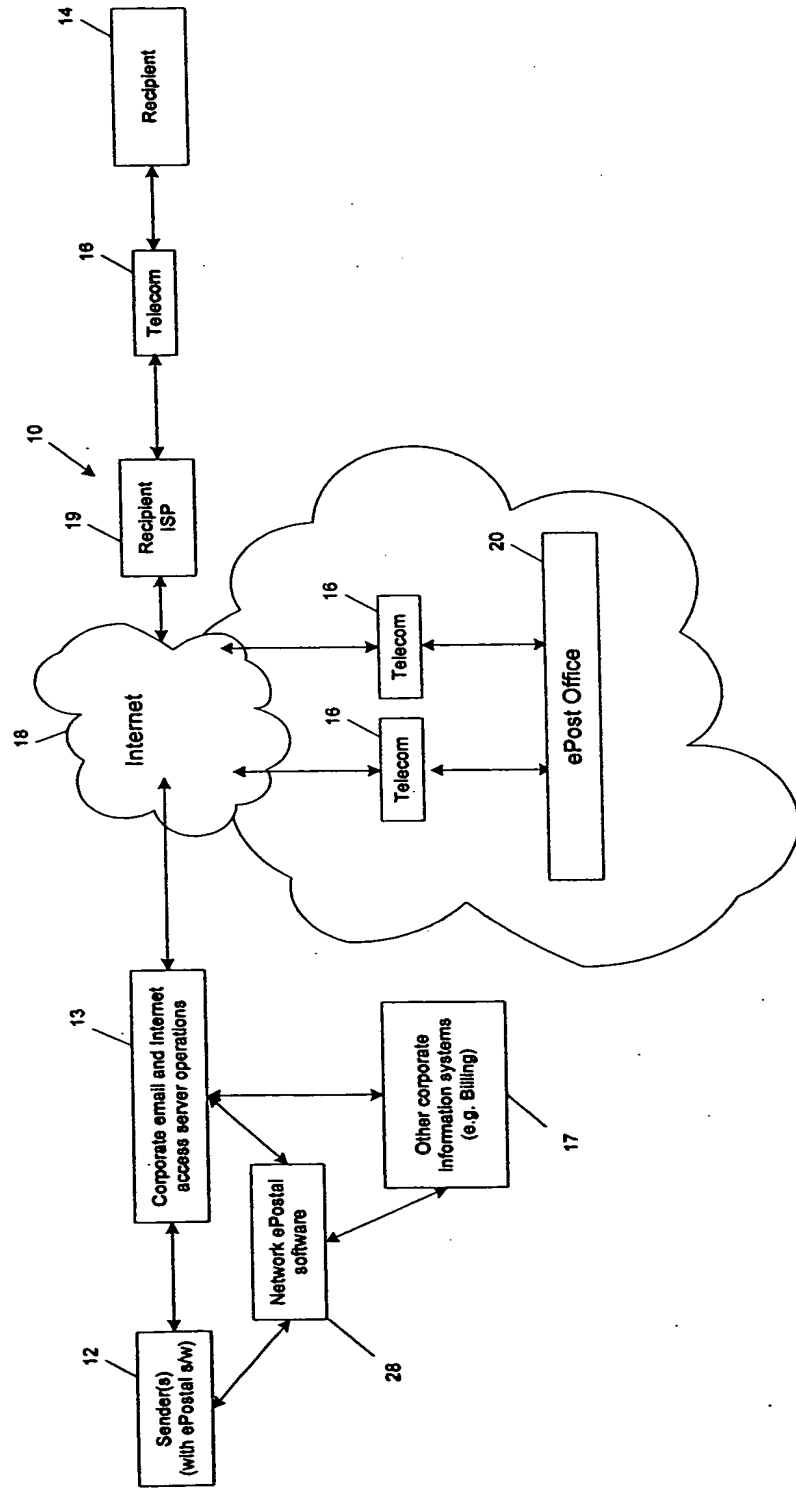 12
Sender(s)
(with ePostal s/w)
13
Corporate email and Internet
access server operations
28
Network ePostal
software
17
Other corporate
information systems
(e.g. Billing)
18
Internet
16
Telecom
16
Telecom
20
ePost Office
10
19
Recipient
ISP
16
Telecom
14
Recipient